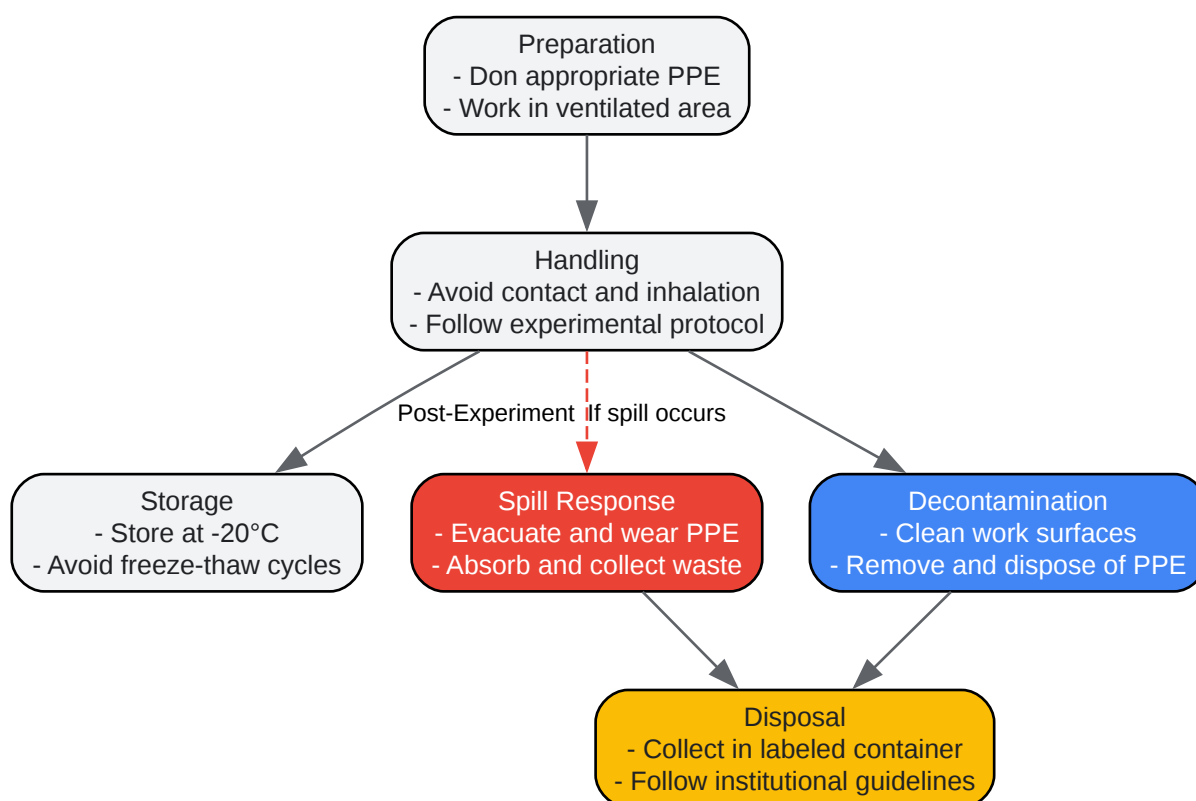 Preparation
- Don appropriate PPE
- Work in ventilated area
Handling
- Avoid contact and inhalation
- Follow experimental protocol
Post-Experiment
If spill occurs
Storage
- Store at -20°C
- Avoid freeze-thaw cycles
Spill Response
- Evacuate and wear PPE
- Absorb and collect waste
Decontamination
- Clean work surfaces
- Remove and dispose of PPE
Disposal
- Collect in labeled container
- Follow institutional guidelines